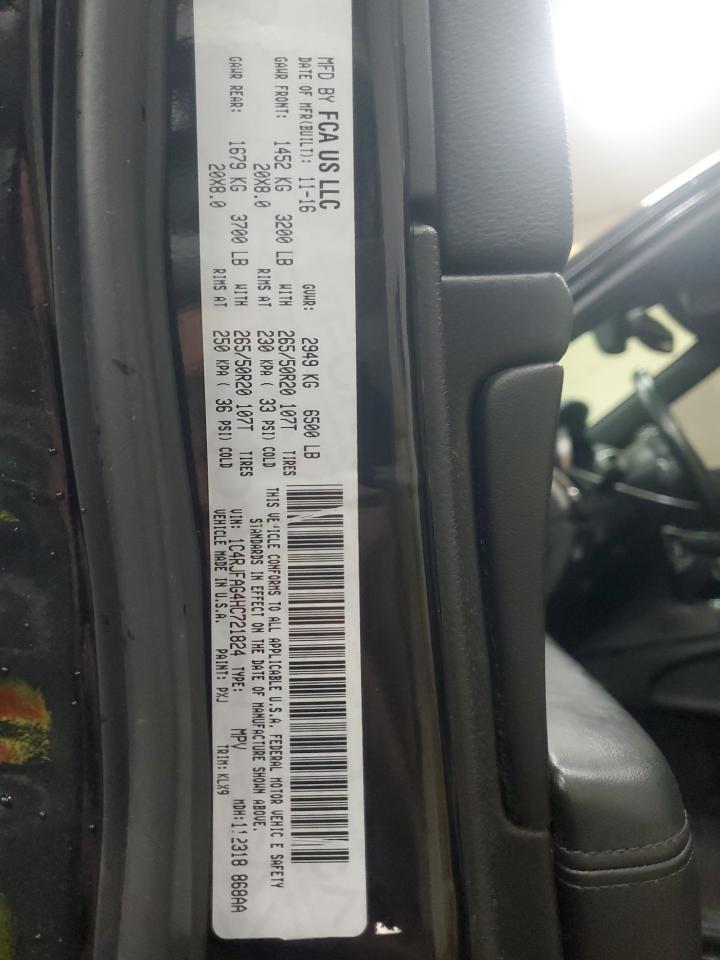 MFD BY FCA US LLC
DATE OF MFR(BUILT): 11-16 GVWR: 2949 KG 6500 LB
GAWR FRONT: 1452 KG 3200 LB WITH 265/50R20 107T TIRES
20X8.0 RIMS AT 230 KPA ( 33 PSI) COLD
GAWR REAR: 1679 KG 3700 LB WITH 265/50R20 107T TIRES
20X8.0 RIMS AT 250 KPA ( 36 PSI) COLD
THIS VEHICLE CONFORMS TO ALL APPLICABLE U.S.A. FEDERAL MOTOR VEHIC E SAFETY
STANDARDS IN EFFECT ON THE DATE OF MANUFACTURE SHOWN ABOVE.
VIN: 1C4RJFAG4HC721824 TYPE: MPV MDH:112318 868AA
VEHICLE MADE IN U.S.A. PAINT: PXJ TRIM: KLX9